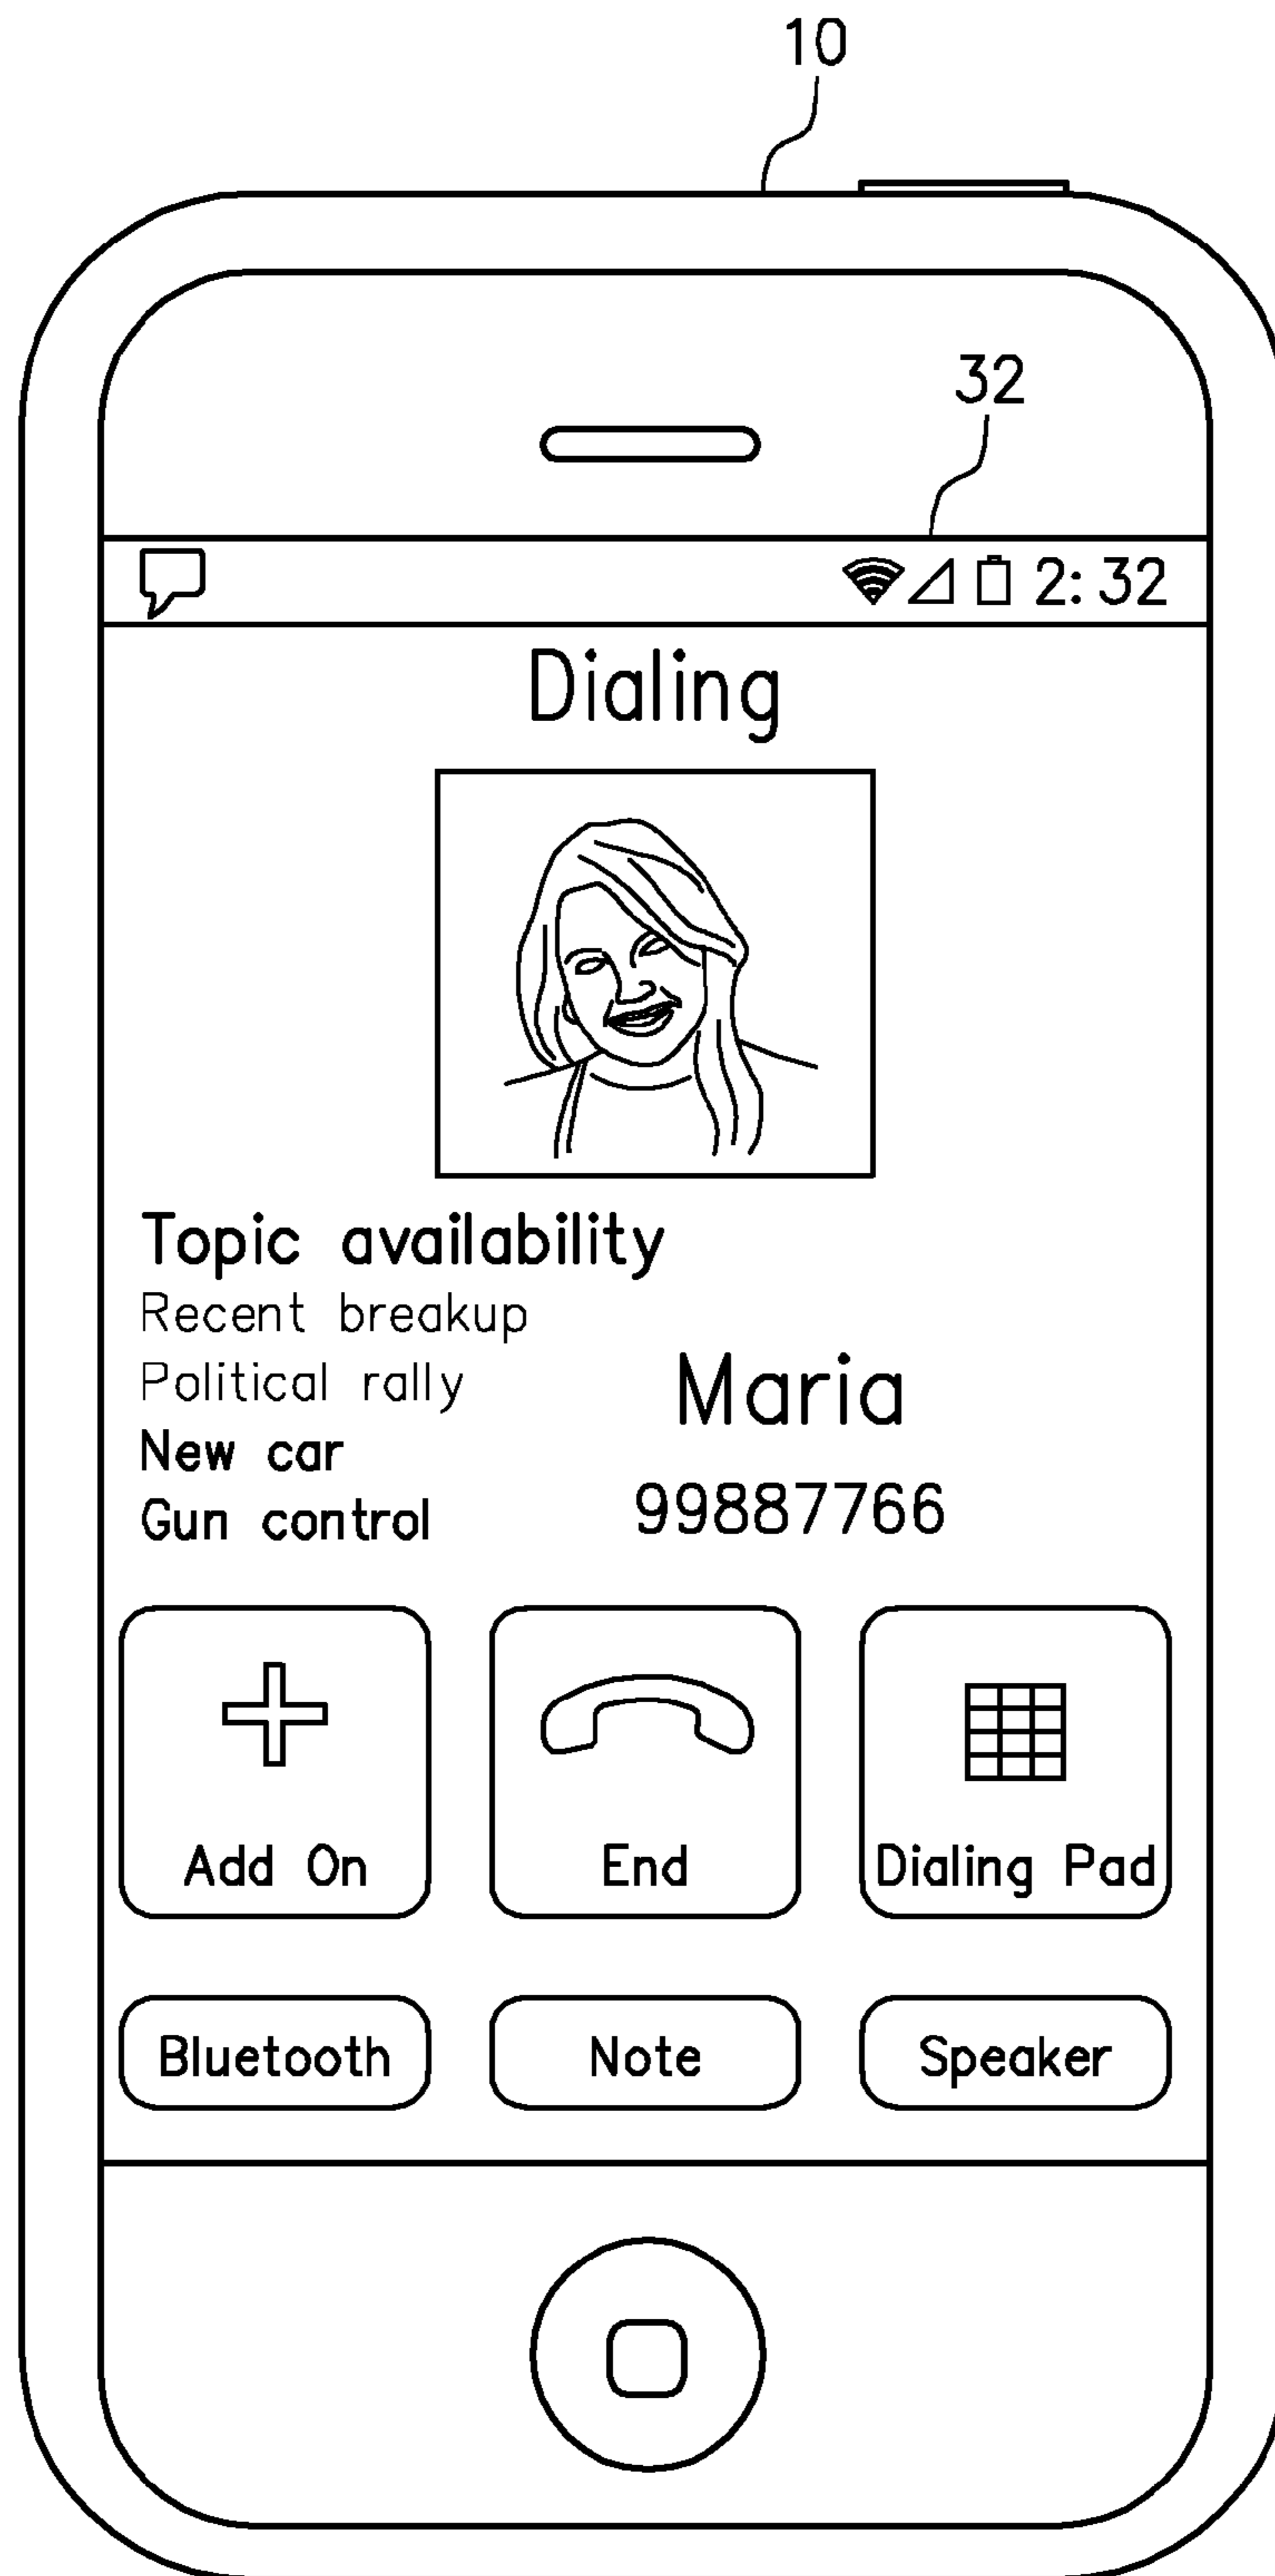 10
32
2:32
Dialing
Topic availability
Recent breakup
Political rally
Maria
New car
Gun control
99887766
Add On
End
Dialing Pad
Bluetooth
Note
Speaker